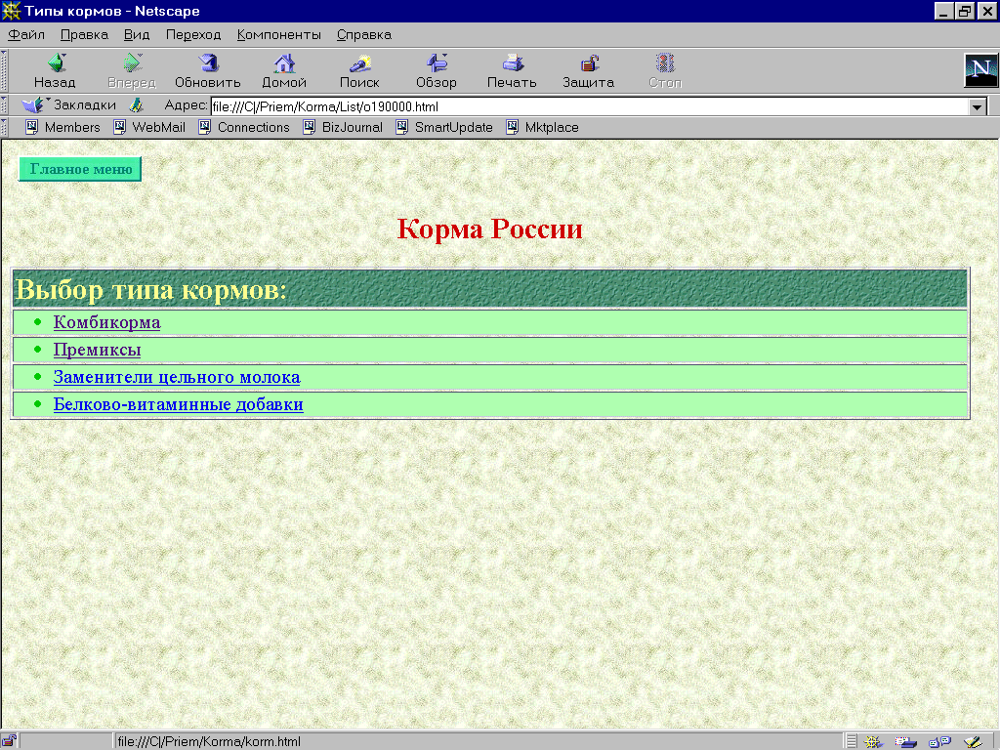 Типы кормов - Netscape
Файл Правка Вид Переход Компоненты Справка
Назад Вперед Обновить Домой Поиск Обзор Печать Защита Стоп
N
Закладки Адрес: file:///C|/Priem/Korma/List/o190000.html
Members WebMail Connections BizJournal SmartUpdate Mktplace
Главное меню
Корма России
Выбор типа кормов:
Комбикорма
Премиксы
Заменители цельного молока
Белково-витаминные добавки
file:///C|/Priem/Korma/korm.html